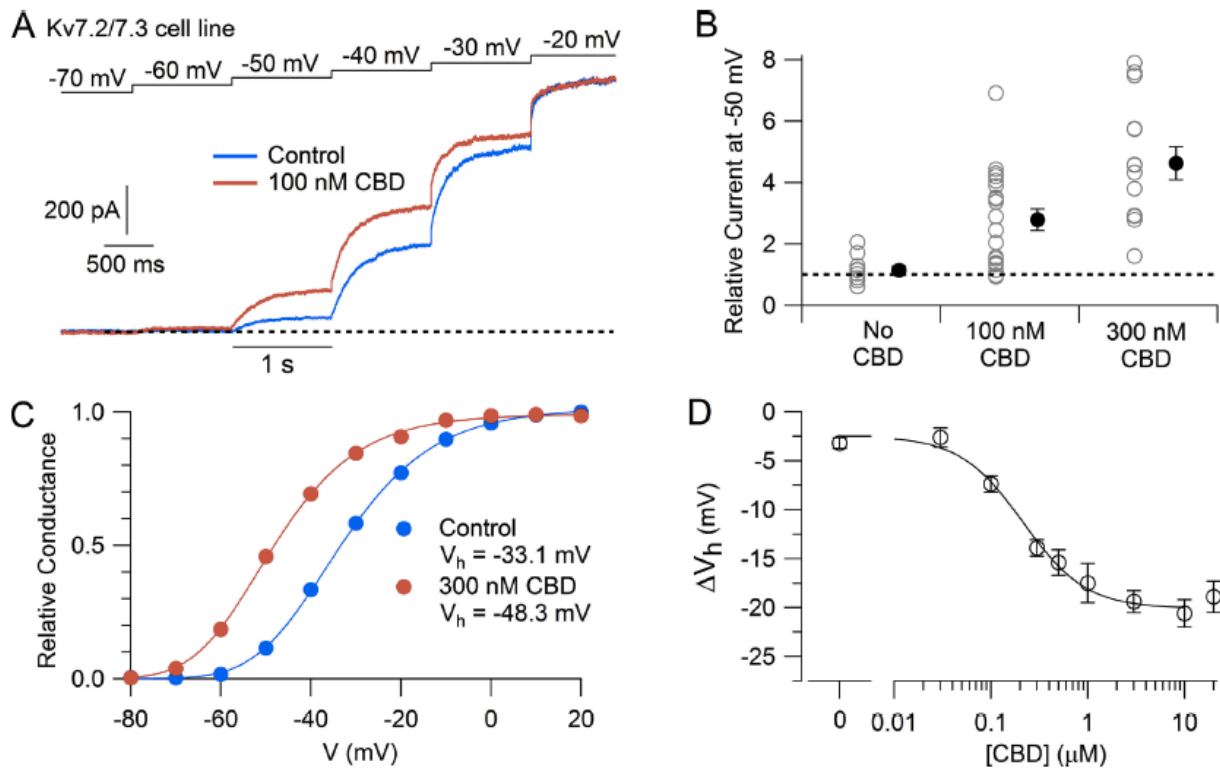 A Kv7.2/7.3 cell line
-70 mV -60 mV -50 mV -40 mV -30 mV -20 mV
Control
100 nM CBD
200 pA
500 ms
1 s
B
Relative Current at -50 mV
8
6
4
2
0
No CBD
100 nM CBD
300 nM CBD
C
Relative Conductance
1.0
0.5
0.0
-80 -60 -40 -20 0 20
V (mV)
Control
V_h = -33.1 mV
300 nM CBD
V_h = -48.3 mV
D
ΔV_h (mV)
0
-5
-10
-15
-20
-25
0 0.01 0.1 1 10
[CBD] (μM)